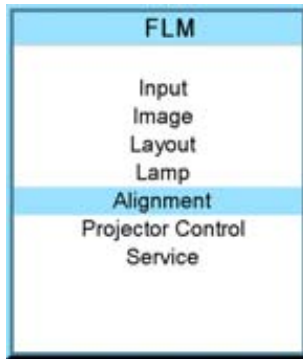 FLM
Input
Image
Layout
Lamp
Alignment
Projector Control
Service